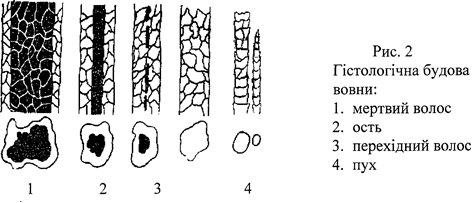 Рис. 2
Гістологічна будова
вовни:
1. мертвий волос
2. ость
3. перехідний волос
4. пух
1 2 3 4